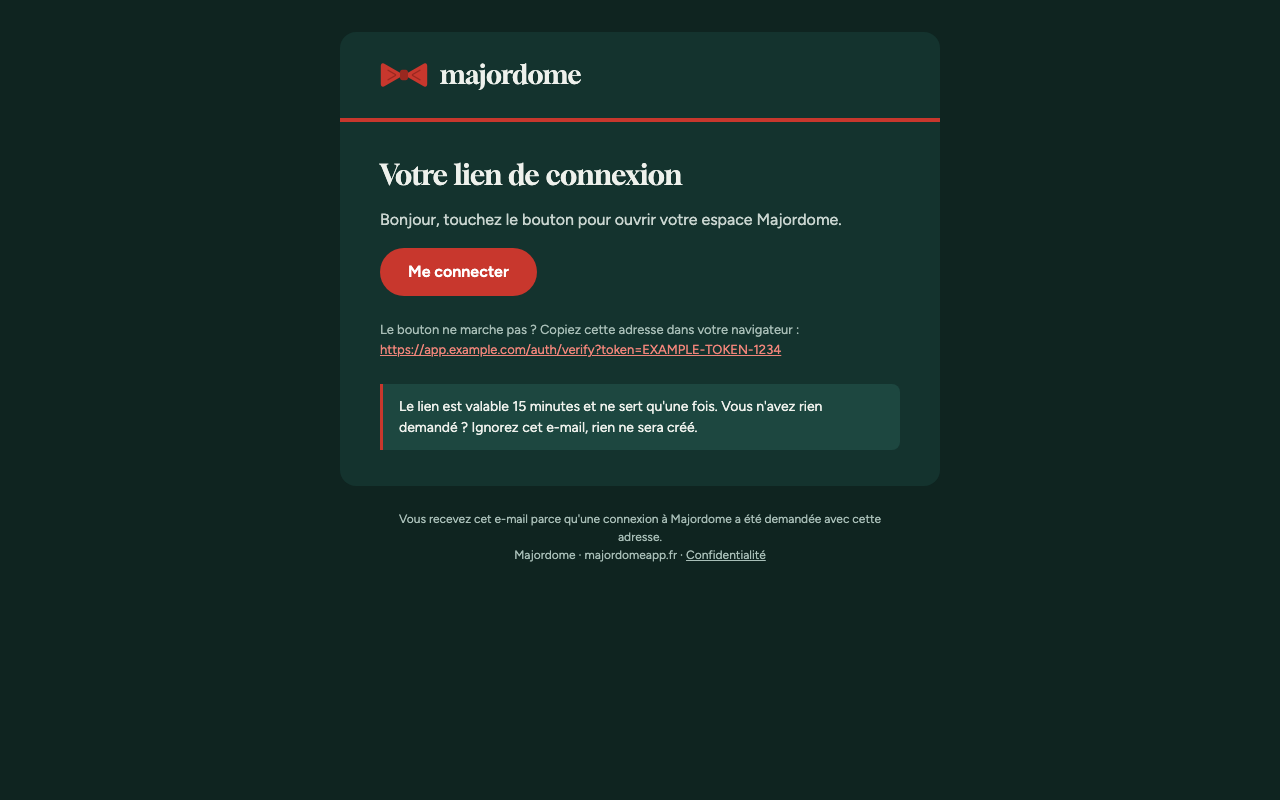 majordome
Votre lien de connexion
Bonjour, touchez le bouton pour ouvrir votre espace Majordome.
Me connecter
Le bouton ne marche pas ? Copiez cette adresse dans votre navigateur :
https://app.example.com/auth/verify?token=EXAMPLE-TOKEN-1234
Le lien est valable 15 minutes et ne sert qu'une fois. Vous n'avez rien
demandé ? Ignorez cet e-mail, rien ne sera créé.
Vous recevez cet e-mail parce qu'une connexion à Majordome a été demandée avec cette
adresse.
Majordome · majordomeapp.fr · Confidentialité